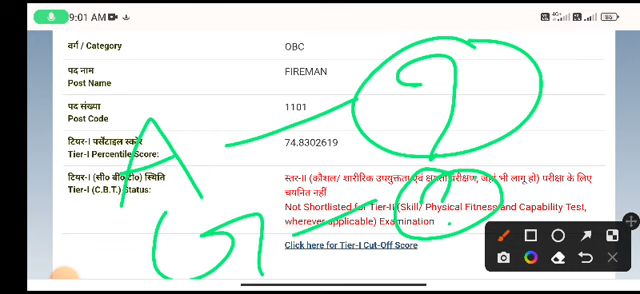 9:01 AM
वर्ग / Category OBC
पद नाम FIREMAN
Post Name
पद संख्या 1101
Post Code
टियर-I पर्सेंटाइल स्कोर 74.8302619
Tier-I Percentile Score:
टियर-I (सी० बी० टी०) स्थिति स्तर-II (कौशल/ शारीरिक उपयुक्तता एवं क्षमता परीक्षण, जहां भी लागू हो) परीक्षा के लिए
Tier-I (C.B.T.) Status: चयनित नहीं
Not Shortlisted for Tier-II (Skill/ Physical Fitness and Capability Test,
wherever applicable) Examination
Click here for Tier-I Cut-Off Score
A ?
G ?